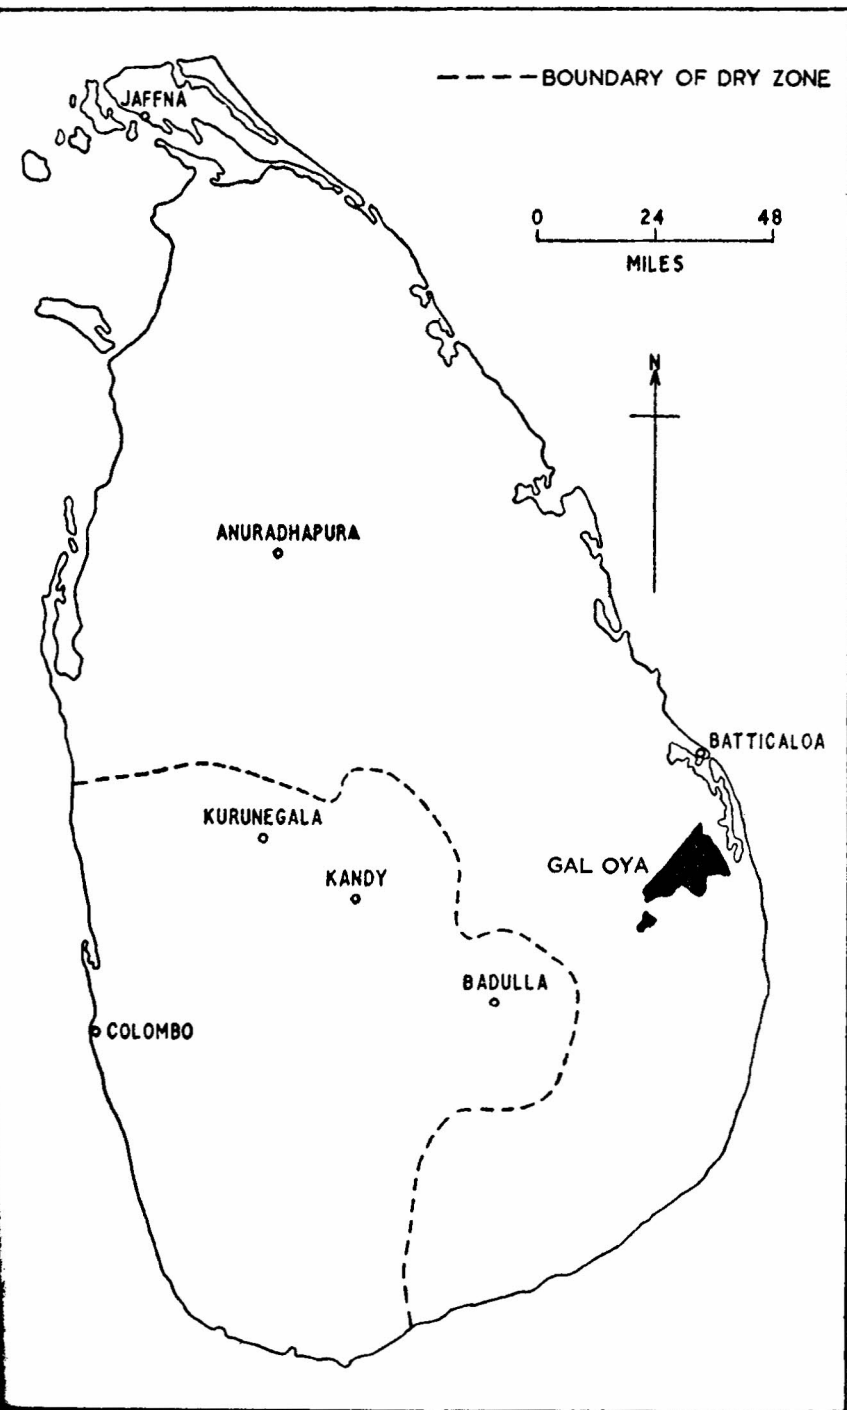 BOUNDARY OF DRY ZONE
JAFFNA
0 24 48
MILES
N
ANURADHAPURA
BATTICALOA
KURUNEGALA
GAL OYA
KANDY
BADULLA
COLOMBO